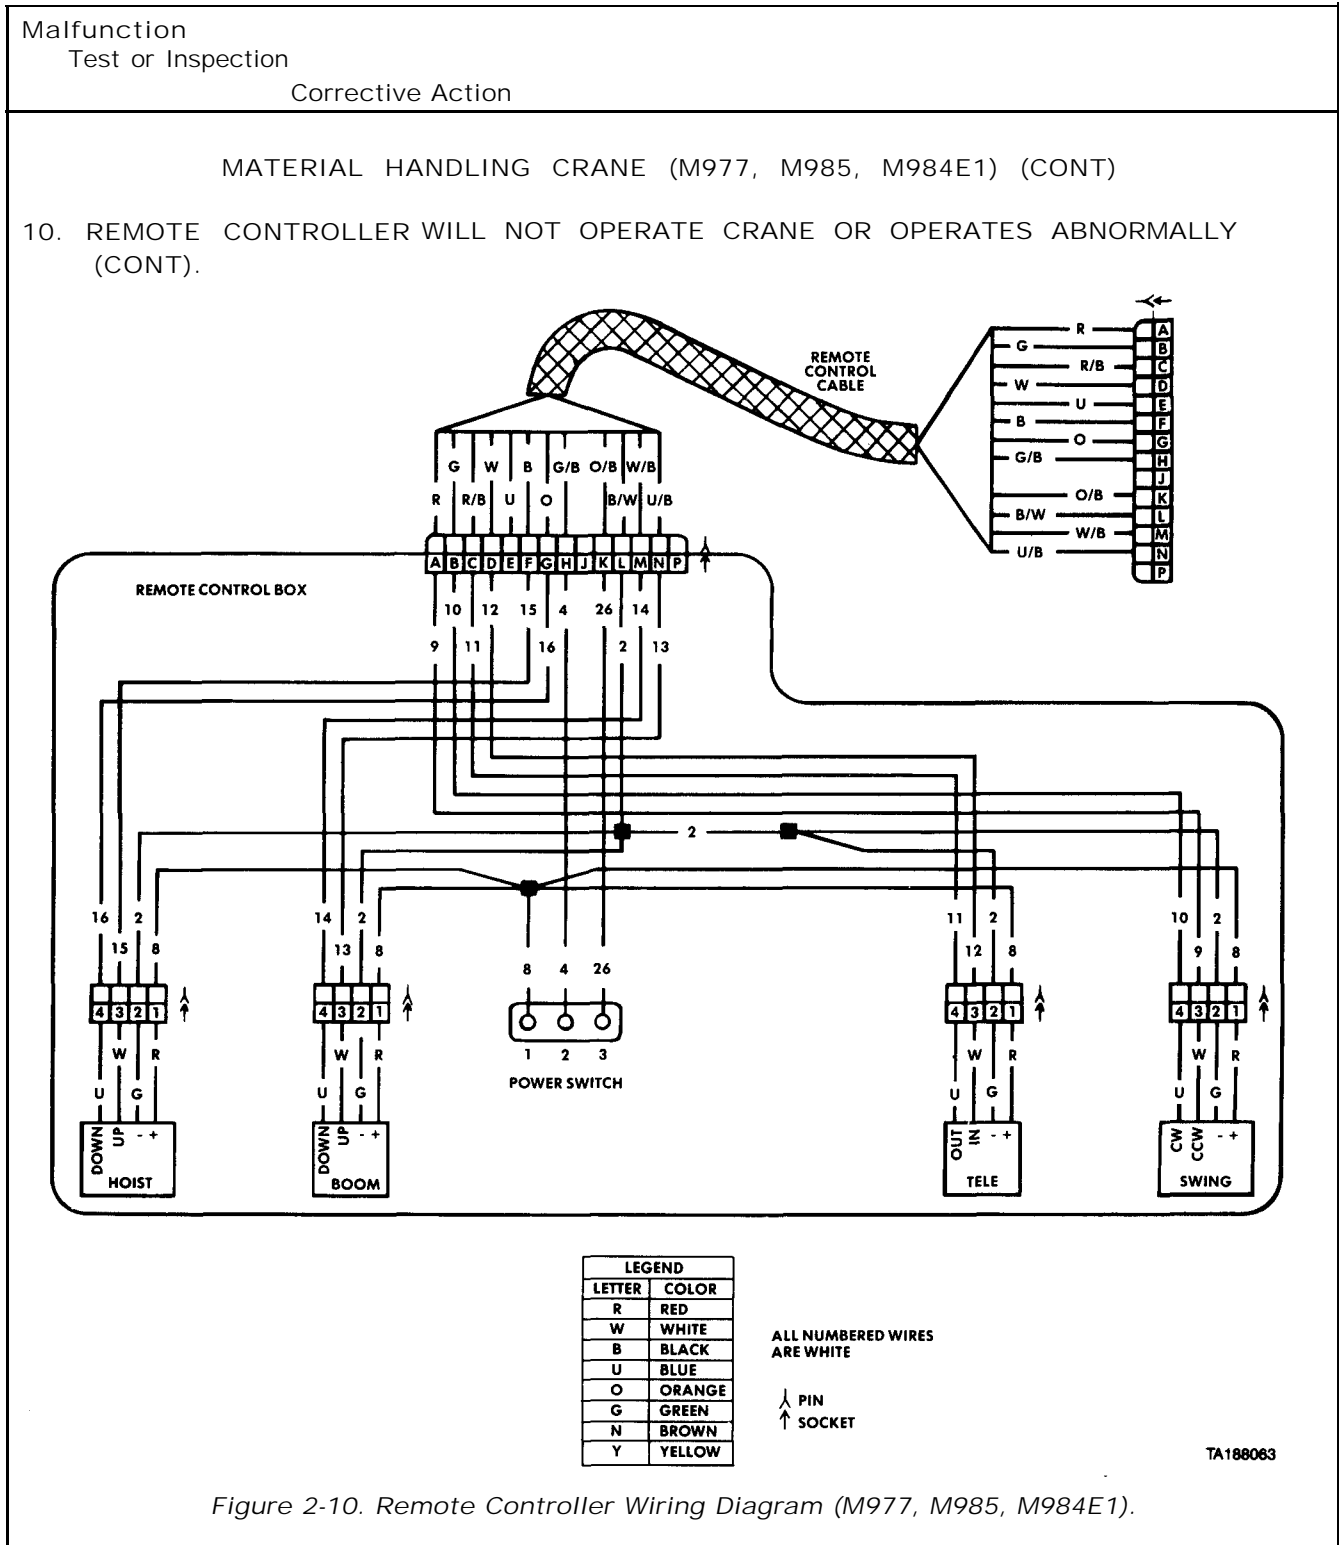 Malfunction
Test or Inspection
Corrective Action
MATERIAL HANDLING CRANE (M977, M985, M984E1) (CONT)
10. REMOTE CONTROLLER WILL NOT OPERATE CRANE OR OPERATES ABNORMALLY
(CONT).
REMOTE
CONTROL
CABLE
R A
G B
R/B C
W D
U E
B F
O G
G/B H
J
O/B K
B/W L
W/B M
U/B N
P
G W B G/B O/B W/B
R R/B U O B/W U/B
A B C D E F G H J K L M N P
REMOTE CONTROL BOX
10 12 15 4 26 14
9 11 16 2 13
2
16 2 14 2 11 2 10 2
15 8 13 8 12 8 9 8
8 4 26
4 3 2 1 4 3 2 1 4 3 2 1 4 3 2 1
1 2 3
POWER SWITCH
W R W R W R W R
U G U G U G U G
DOWN UP - +
HOIST
DOWN UP - +
BOOM
OUT IN - +
TELE
CW CCW - +
SWING
LEGEND
LETTER COLOR
R RED
W WHITE
B BLACK
U BLUE
O ORANGE
G GREEN
N BROWN
Y YELLOW
ALL NUMBERED WIRES
ARE WHITE
PIN
SOCKET
TA188063
Figure 2-10. Remote Controller Wiring Diagram (M977, M985, M984E1).